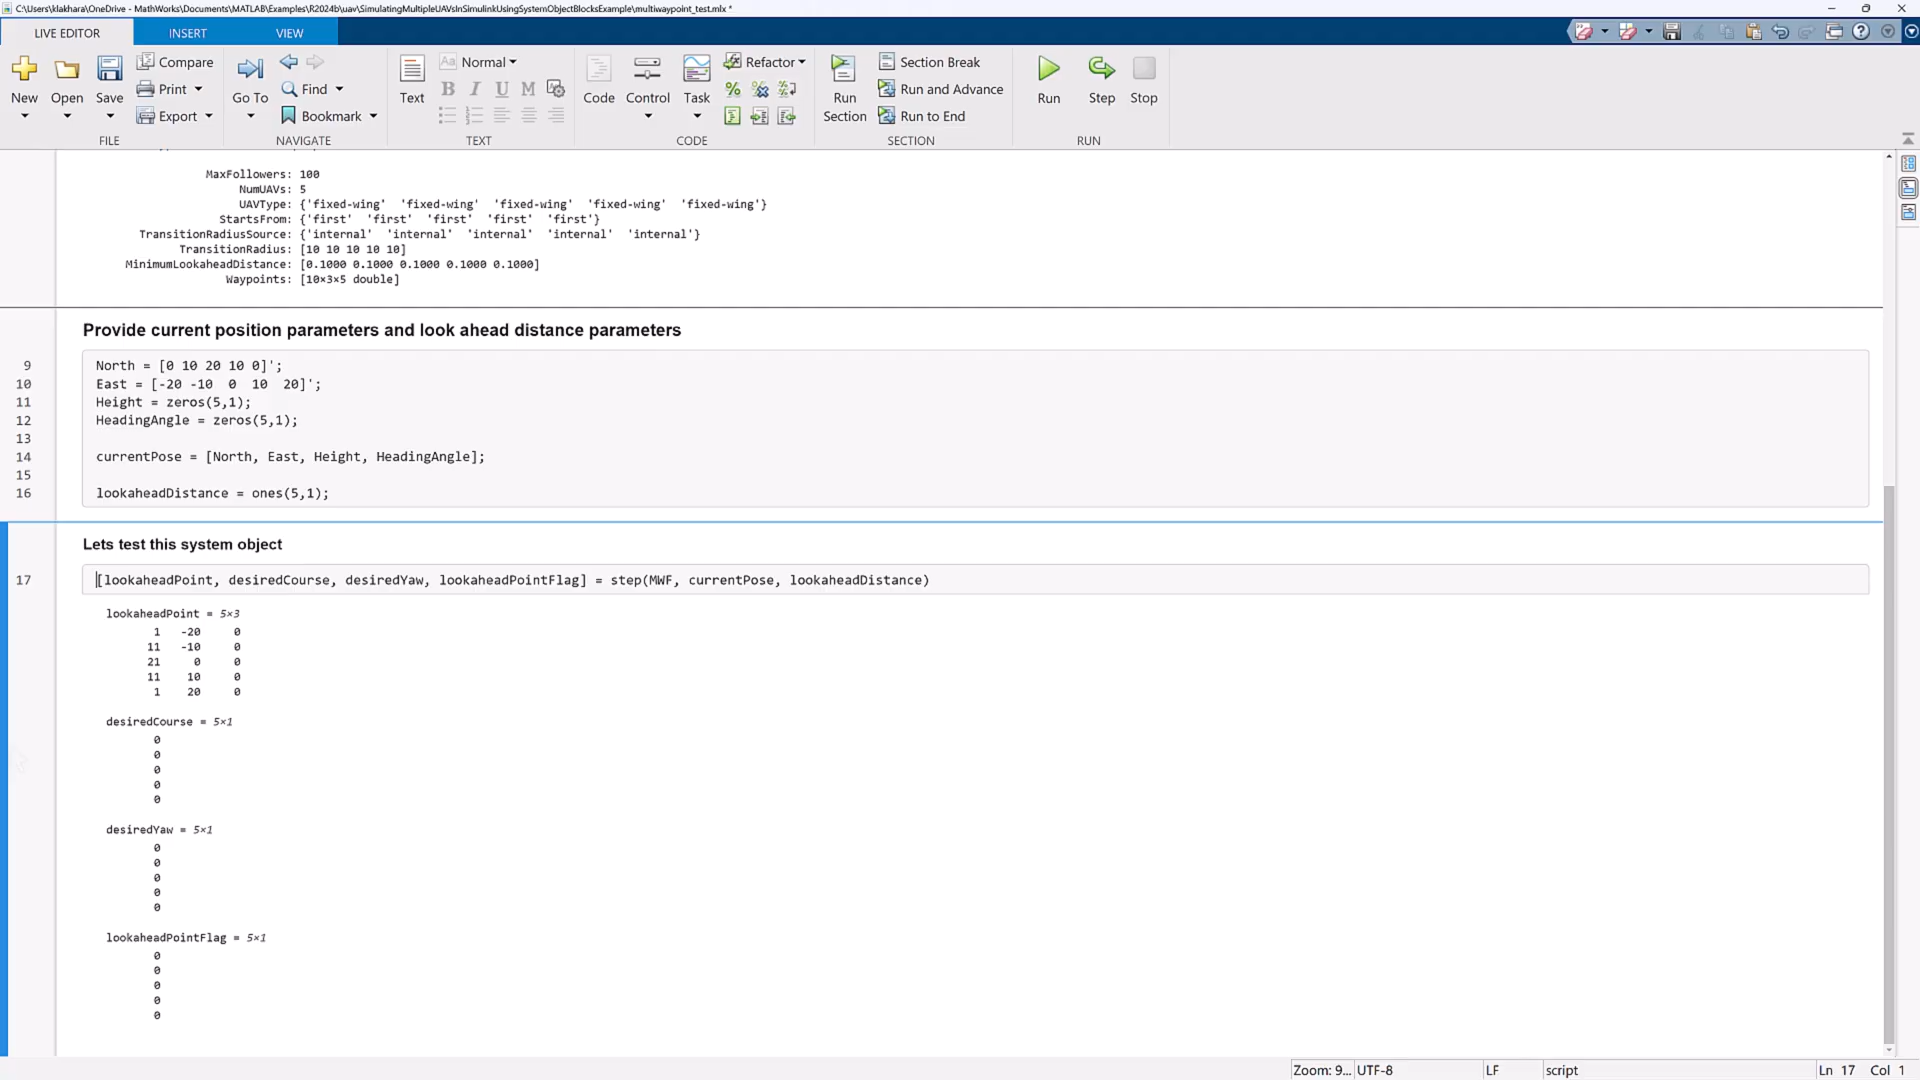 C:\Users\klakhara\OneDrive - MathWorks\Documents\MATLAB\Examples\R2024b\uav\SimulatingMultipleUAVsInSimulinkUsingSystemObjectBlocksExample\multiwaypoint_test.mlx *
LIVE EDITOR INSERT VIEW
New Open Save Compare Print Export
Go To Find Bookmark
Text Aa Normal B I U M
Code Control Task Refactor
Run Section Section Break Run and Advance Run to End
Run Step Stop
FILE NAVIGATE TEXT CODE SECTION RUN
MaxFollowers: 100
NumUAVs: 5
UAVType: {'fixed-wing' 'fixed-wing' 'fixed-wing' 'fixed-wing' 'fixed-wing'}
StartsFrom: {'first' 'first' 'first' 'first' 'first'}
TransitionRadiusSource: {'internal' 'internal' 'internal' 'internal' 'internal'}
TransitionRadius: [10 10 10 10 10]
MinimumLookaheadDistance: [0.1000 0.1000 0.1000 0.1000 0.1000]
Waypoints: [10×3×5 double]
Provide current position parameters and look ahead distance parameters
9 North = [0 10 20 10 0]';
10 East = [-20 -10 0 10 20]';
11 Height = zeros(5,1);
12 HeadingAngle = zeros(5,1);
13
14 currentPose = [North, East, Height, HeadingAngle];
15
16 lookaheadDistance = ones(5,1);
Lets test this system object
17 [lookaheadPoint, desiredCourse, desiredYaw, lookaheadPointFlag] = step(MWF, currentPose, lookaheadDistance)
lookaheadPoint = 5×3
1 -20 0
11 -10 0
21 0 0
11 10 0
1 20 0
desiredCourse = 5×1
0
0
0
0
0
desiredYaw = 5×1
0
0
0
0
0
lookaheadPointFlag = 5×1
0
0
0
0
0
Zoom: 9... UTF-8 LF script Ln 17 Col 1